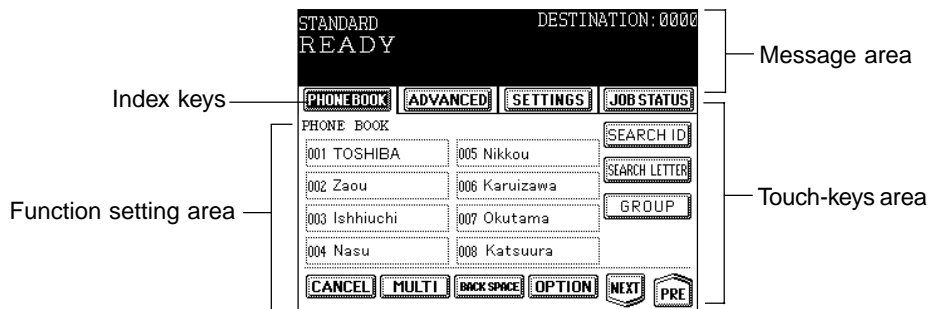 STANDARD DESTINATION:0000
READY
Message area
Index keys
PHONE BOOK ADVANCED SETTINGS JOB STATUS
PHONE BOOK
SEARCH ID
001 TOSHIBA 005 Nikkou
SEARCH LETTER
002 Zaou 006 Karuizawa
Function setting area
Touch-keys area
003 Ishhiuchi 007 Okutama
GROUP
004 Nasu 008 Katsuura
CANCEL MULTI BACK SPACE OPTION NEXT PRE